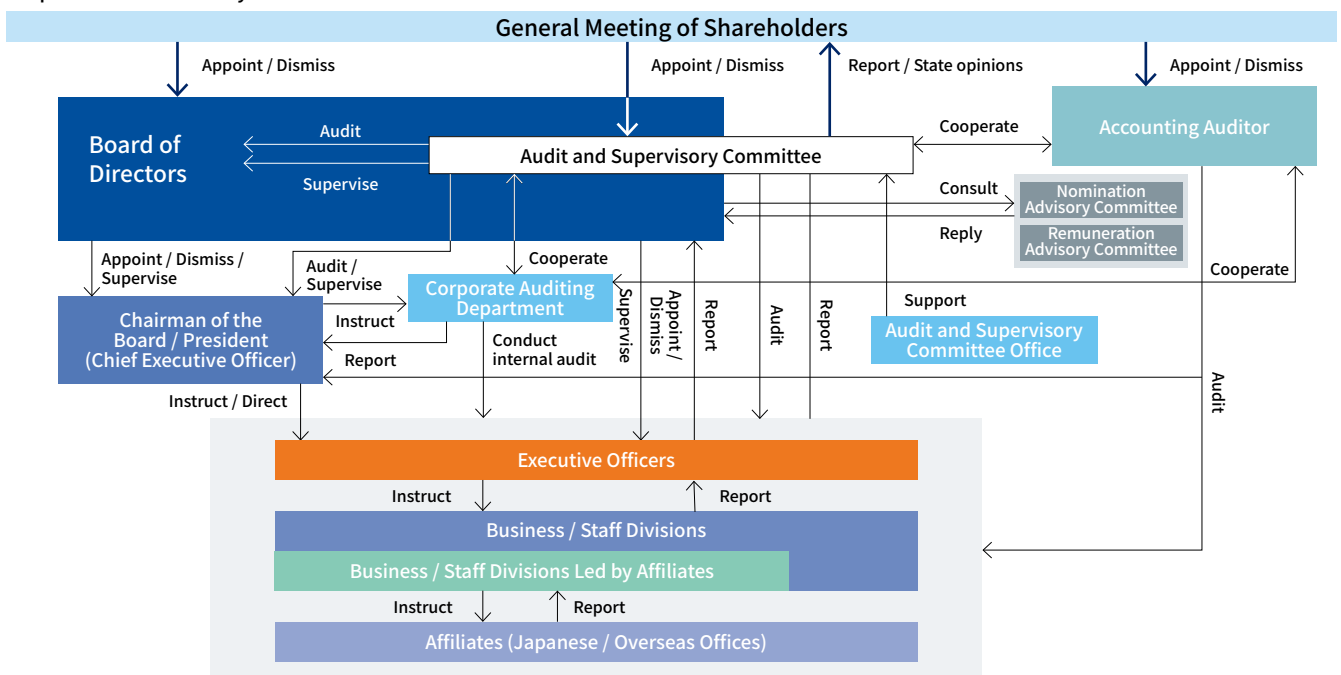 General Meeting of Shareholders
Appoint / Dismiss
Appoint / Dismiss
Report / State opinions
Appoint / Dismiss
Board of
Directors
Audit
Supervise
Audit and Supervisory Committee
Cooperate
Accounting Auditor
Consult
Reply
Nomination
Advisory Committee
Remuneration
Advisory Committee
Appoint / Dismiss /
Supervise
Audit /
Supervise
Cooperate
Cooperate
Corporate Auditing
Department
Chairman of the
Board / President
(Chief Executive Officer)
Instruct
Report
Conduct
internal audit
Supervise
Appoint /
Dismiss
Report
Audit
Report
Support
Audit and Supervisory
Committee Office
Audit
Instruct / Direct
Executive Officers
Instruct
Report
Business / Staff Divisions
Business / Staff Divisions Led by Affiliates
Instruct
Report
Affiliates (Japanese / Overseas Offices)